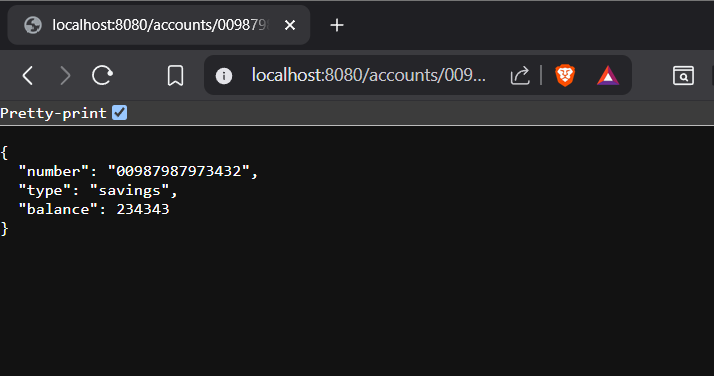 localhost:8080/accounts/009879
localhost:8080/accounts/009...
Pretty-print
{
  "number": "00987987973432",
  "type": "savings",
  "balance": 234343
}